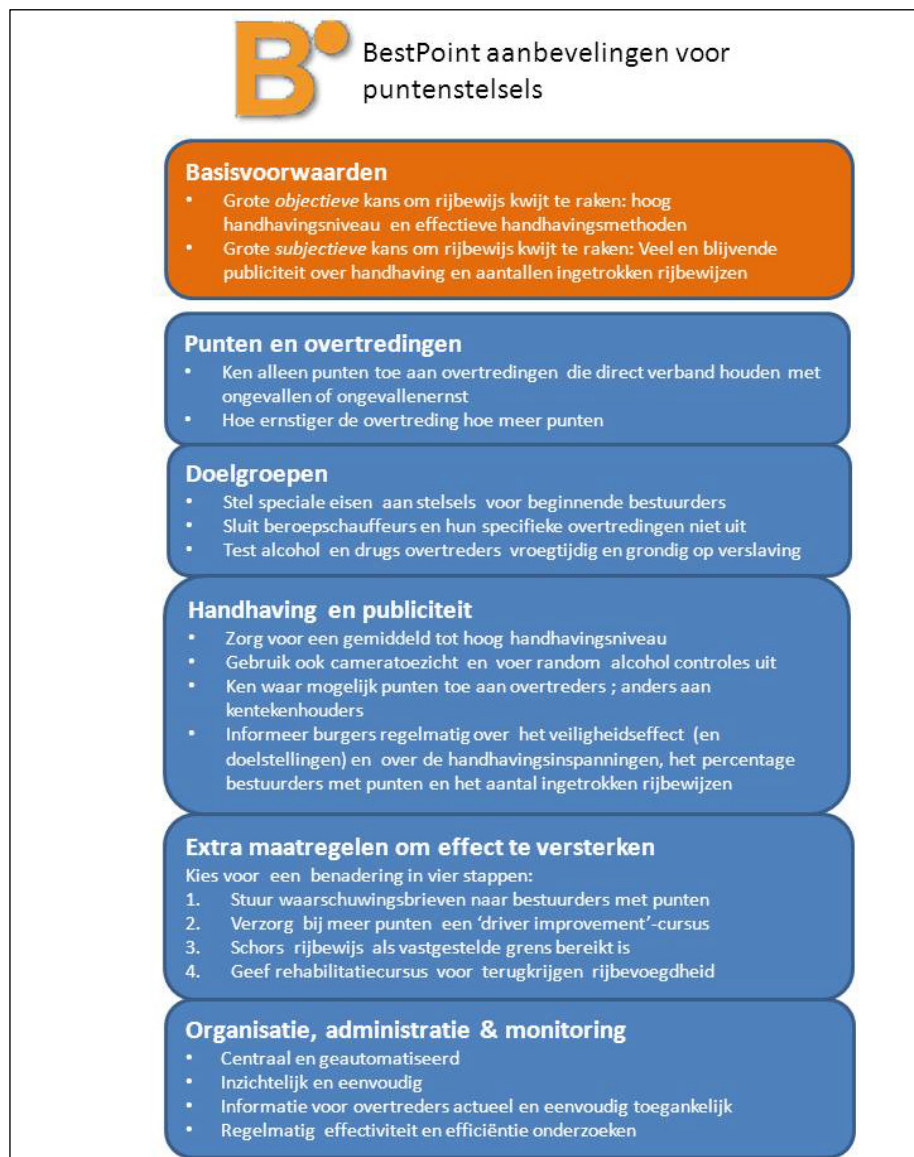 B
BestPoint aanbevelingen voor
puntenstelsels
Basisvoorwaarden
• Grote objectieve kans om rijbewijs kwijt te raken: hoog
handhavingsniveau en effectieve handhavingsmethoden
• Grote subjectieve kans om rijbewijs kwijt te raken: Veel en blijvende
publiciteit over handhaving en aantallen ingetrokken rijbewijzen
Punten en overtredingen
• Ken alleen punten toe aan overtredingen die direct verband houden met
ongevallen of ongevallenernst
• Hoe ernstiger de overtreding hoe meer punten
Doelgroepen
• Stel speciale eisen aan stelsels voor beginnende bestuurders
• Sluit beroepschauffeurs en hun specifieke overtredingen niet uit
• Test alcohol en drugs overtreders vroegtijdig en grondig op verslaving
Handhaving en publiciteit
• Zorg voor een gemiddeld tot hoog handhavingsniveau
• Gebruik ook cameratoezicht en voer random alcohol controles uit
• Ken waar mogelijk punten toe aan overtreders ; anders aan
kentekenhouders
• Informeer burgers regelmatig over het veiligheidseffect (en
doelstellingen) en over de handhavingsinspanningen, het percentage
bestuurders met punten en het aantal ingetrokken rijbewijzen
Extra maatregelen om effect te versterken
Kies voor een benadering in vier stappen:
1. Stuur waarschuwingsbrieven naar bestuurders met punten
2. Verzorg bij meer punten een ‘driver improvement’-cursus
3. Schors rijbewijs als vastgestelde grens bereikt is
4. Geef rehabilitatiecursus voor terugkrijgen rijbevoegdheid
Organisatie, administratie & monitoring
• Centraal en geautomatiseerd
• Inzichtelijk en eenvoudig
• Informatie voor overtreders actueel en eenvoudig toegankelijk
• Regelmatig effectiviteit en efficiëntie onderzoeken